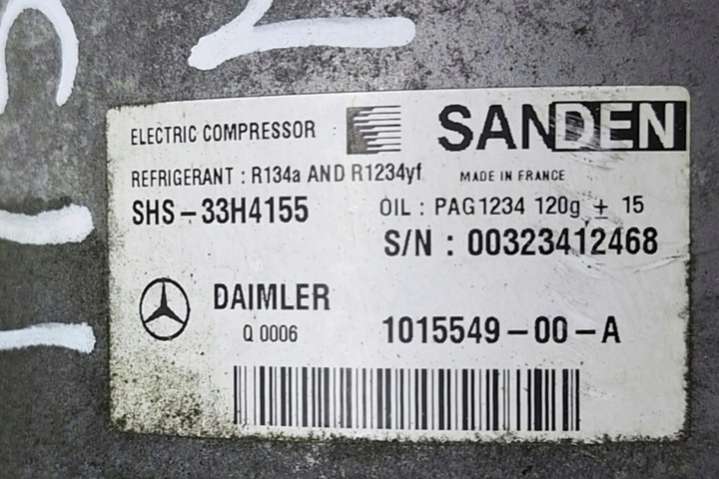 ELECTRIC COMPRESSOR
SANDEN
REFRIGERANT : R134a AND R1234yf
MADE IN FRANCE
SHS-33H4155
OIL : PAG1234 120g ± 15
S/N : 00323412468
DAIMLER
Q 0006
1015549-00-A